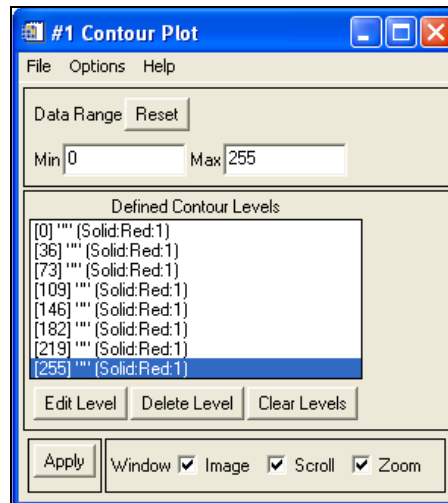 #1 Contour Plot
File Options Help
Data Range Reset
Min 0 Max 255
Defined Contour Levels
[0] "" (Solid:Red:1)
[36] "" (Solid:Red:1)
[73] "" (Solid:Red:1)
[109] "" (Solid:Red:1)
[146] "" (Solid:Red:1)
[182] "" (Solid:Red:1)
[219] "" (Solid:Red:1)
[255] "" (Solid:Red:1)
Edit Level Delete Level Clear Levels
Apply Window Image Scroll Zoom